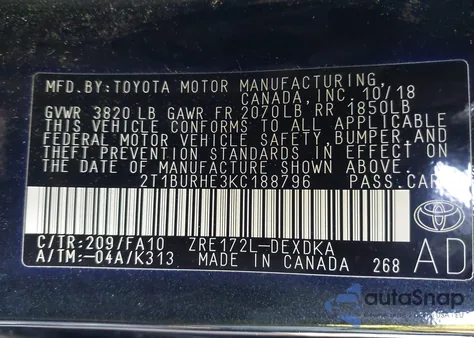 MFD.BY:TOYOTA MOTOR MANUFACTURING
CANADA, INC. 10/18
GVWR 3820 LB GAWR FR 2070LB,RR 1850LB
THIS VEHICLE CONFORMS TO ALL APPLICABLE
FEDERAL MOTOR VEHICLE SAFETY,BUMPER,AND
THEFT PREVENTION STANDARDS IN EFFECT ON
THE DATE OF MANUFACTURE SHOWN ABOVE.
2T1BURHE3KC188796 PASS.CAR
C/TR:209/FA10 ZRE172L-DEXDKA
A/TM:-04A/K313 MADE IN CANADA 268
AD
autoSnap